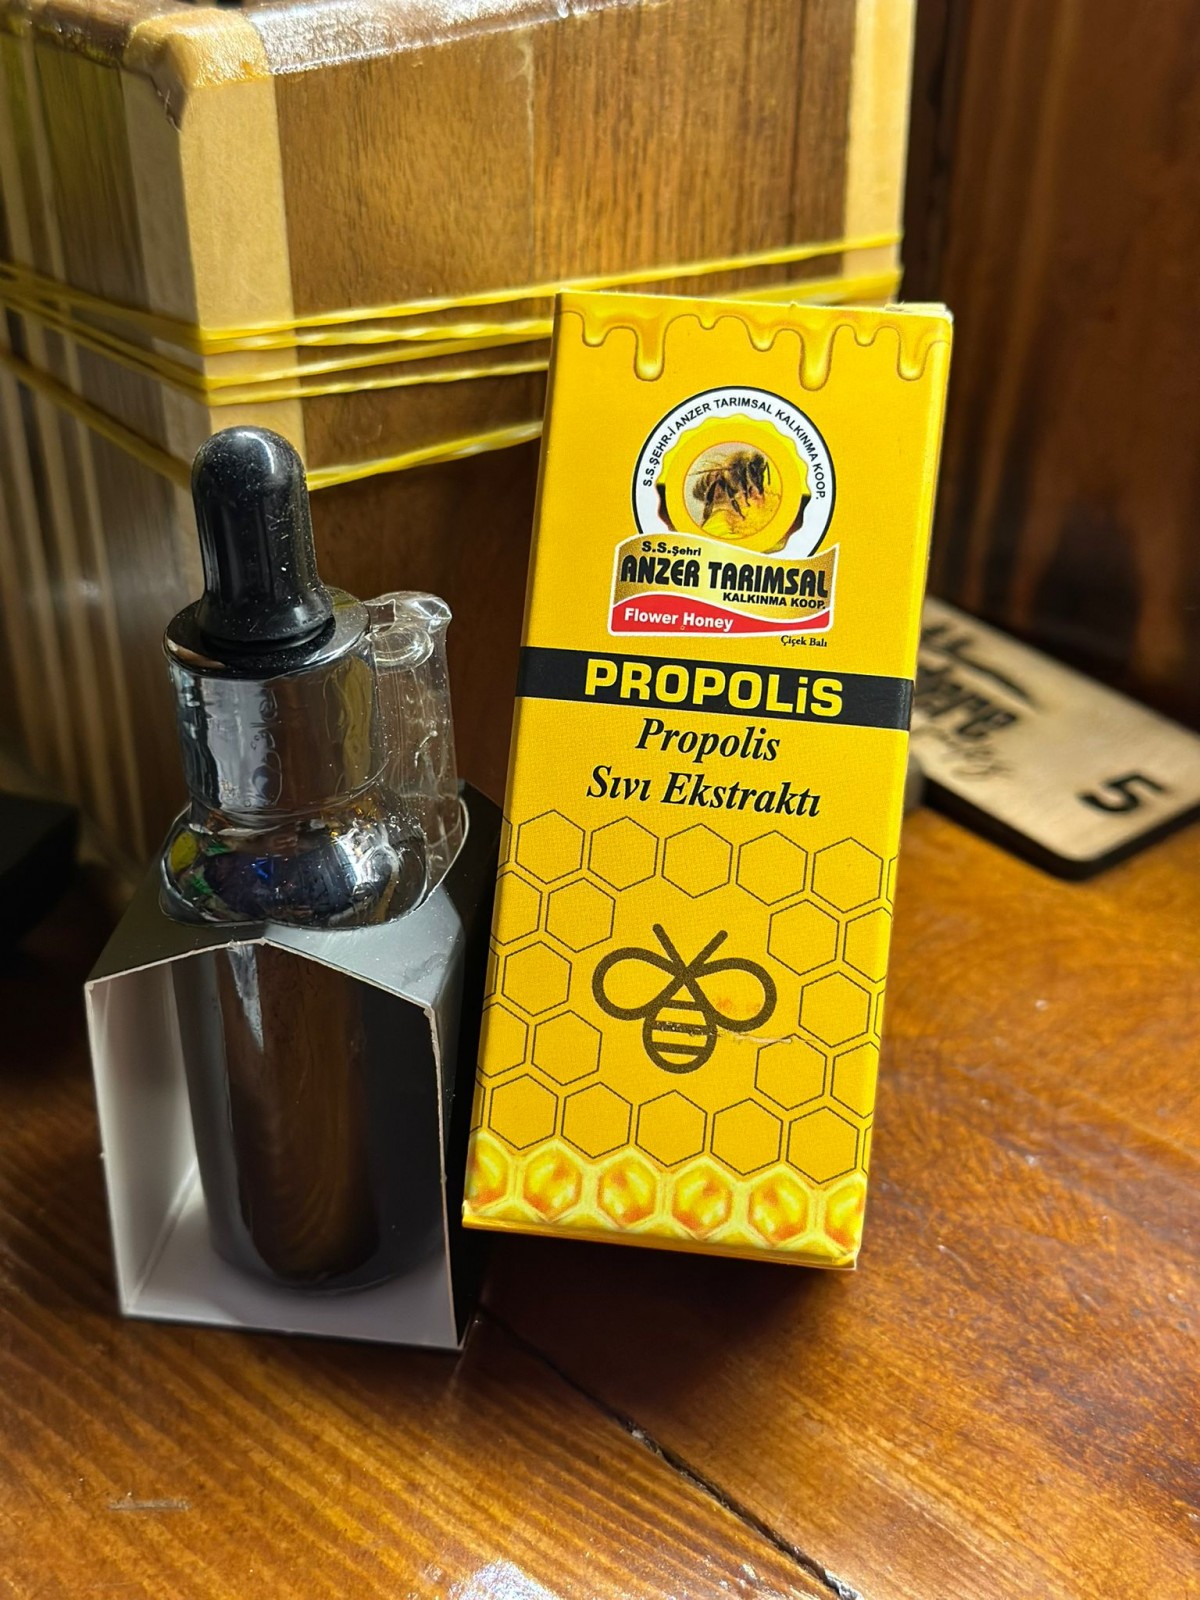 S.S.ŞEHR-İ ANZER TARIMSAL KALKINMA KOOP.
S.S.Şehri
ANZER TARIMSAL
KALKINMA KOOP.
Flower Honey
Çiçek Balı
PROPOLiS
Propolis
Sıvı Ekstraktı
5